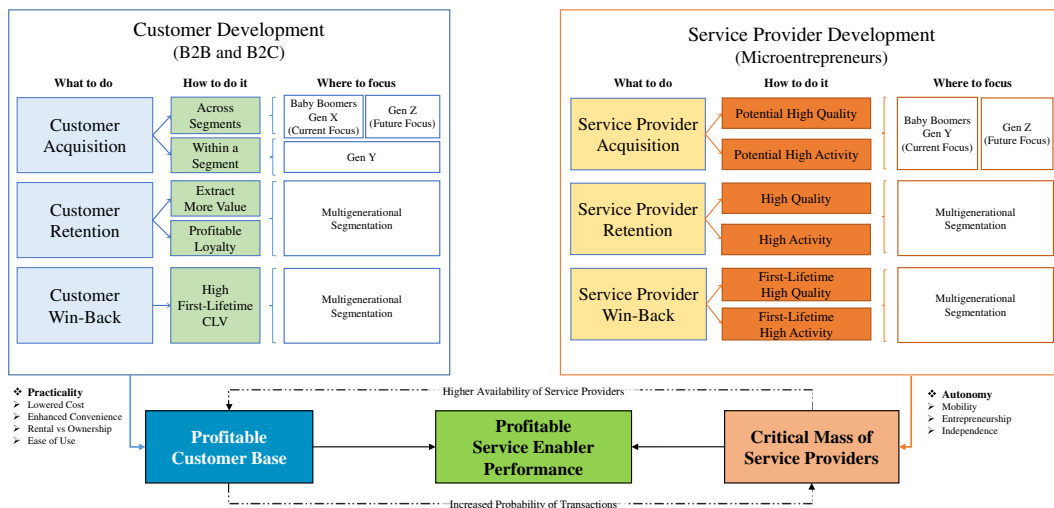 Customer Development
(B2B and B2C)
What to do
How to do it
Where to focus
Customer
Acquisition
Across
Segments
Baby Boomers
Gen X
(Current Focus)
Gen Z
(Future Focus)
Within a
Segment
Gen Y
Customer
Retention
Extract
More Value
Profitable
Loyalty
Multigenerational
Segmentation
Customer
Win-Back
High
First-Lifetime
CLV
Multigenerational
Segmentation
Service Provider Development
(Microentrepreneurs)
What to do
How to do it
Where to focus
Service Provider
Acquisition
Potential High Quality
Potential High Activity
Baby Boomers
Gen Y
(Current Focus)
Gen Z
(Future Focus)
Service Provider
Retention
High Quality
High Activity
Multigenerational
Segmentation
Service Provider
Win-Back
First-Lifetime
High Quality
First-Lifetime
High Activity
Multigenerational
Segmentation
❖ Practicality
➢ Lowered Cost
➢ Enhanced Convenience
➢ Rental vs Ownership
➢ Ease of Use
Higher Availability of Service Providers
❖ Autonomy
➢ Mobility
➢ Entrepreneurship
➢ Independence
Profitable
Customer Base
Profitable
Service Enabler
Performance
Critical Mass of
Service Providers
Increased Probability of Transactions